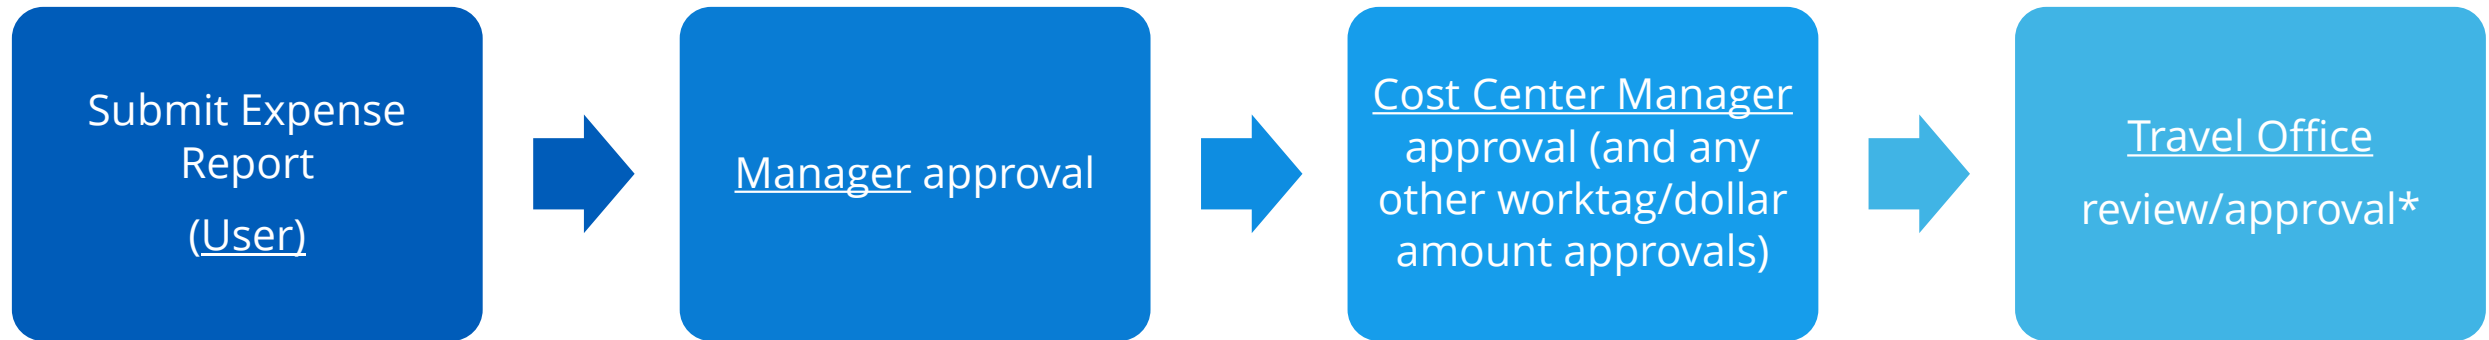 Submit Expense
Report
(User)
Manager approval
Cost Center Manager
approval (and any
other worktag/dollar
amount approvals)
Travel Office
review/approval*